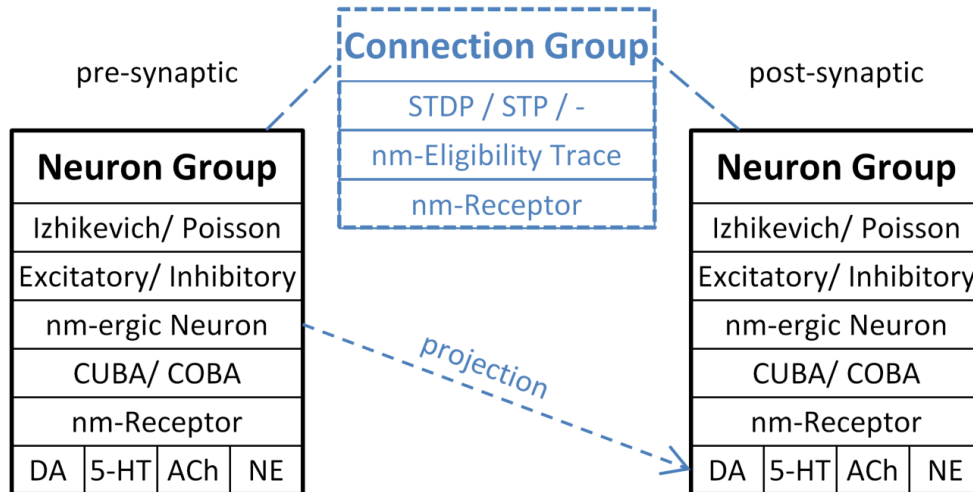 pre-synaptic
Connection Group
STDP / STP / -
nm-Eligibility Trace
nm-Receptor
post-synaptic
Neuron Group
Izhikevich/ Poisson
Excitatory/ Inhibitory
nm-ergic Neuron
CUBA/ COBA
nm-Receptor
DA 5-HT ACh NE
projection
Neuron Group
Izhikevich/ Poisson
Excitatory/ Inhibitory
nm-ergic Neuron
CUBA/ COBA
nm-Receptor
DA 5-HT ACh NE